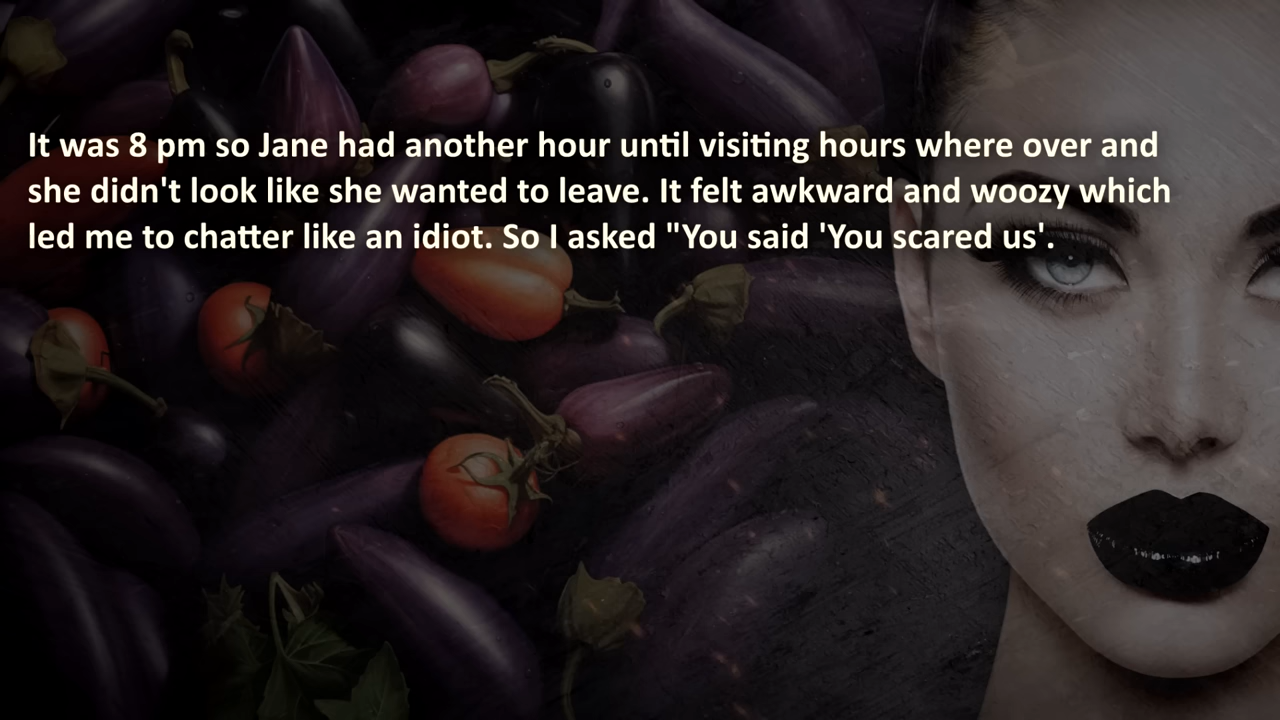 It was 8 pm so Jane had another hour until visiting hours where over and
she didn't look like she wanted to leave. It felt awkward and woozy which
led me to chatter like an idiot. So I asked "You said 'You scared us'.